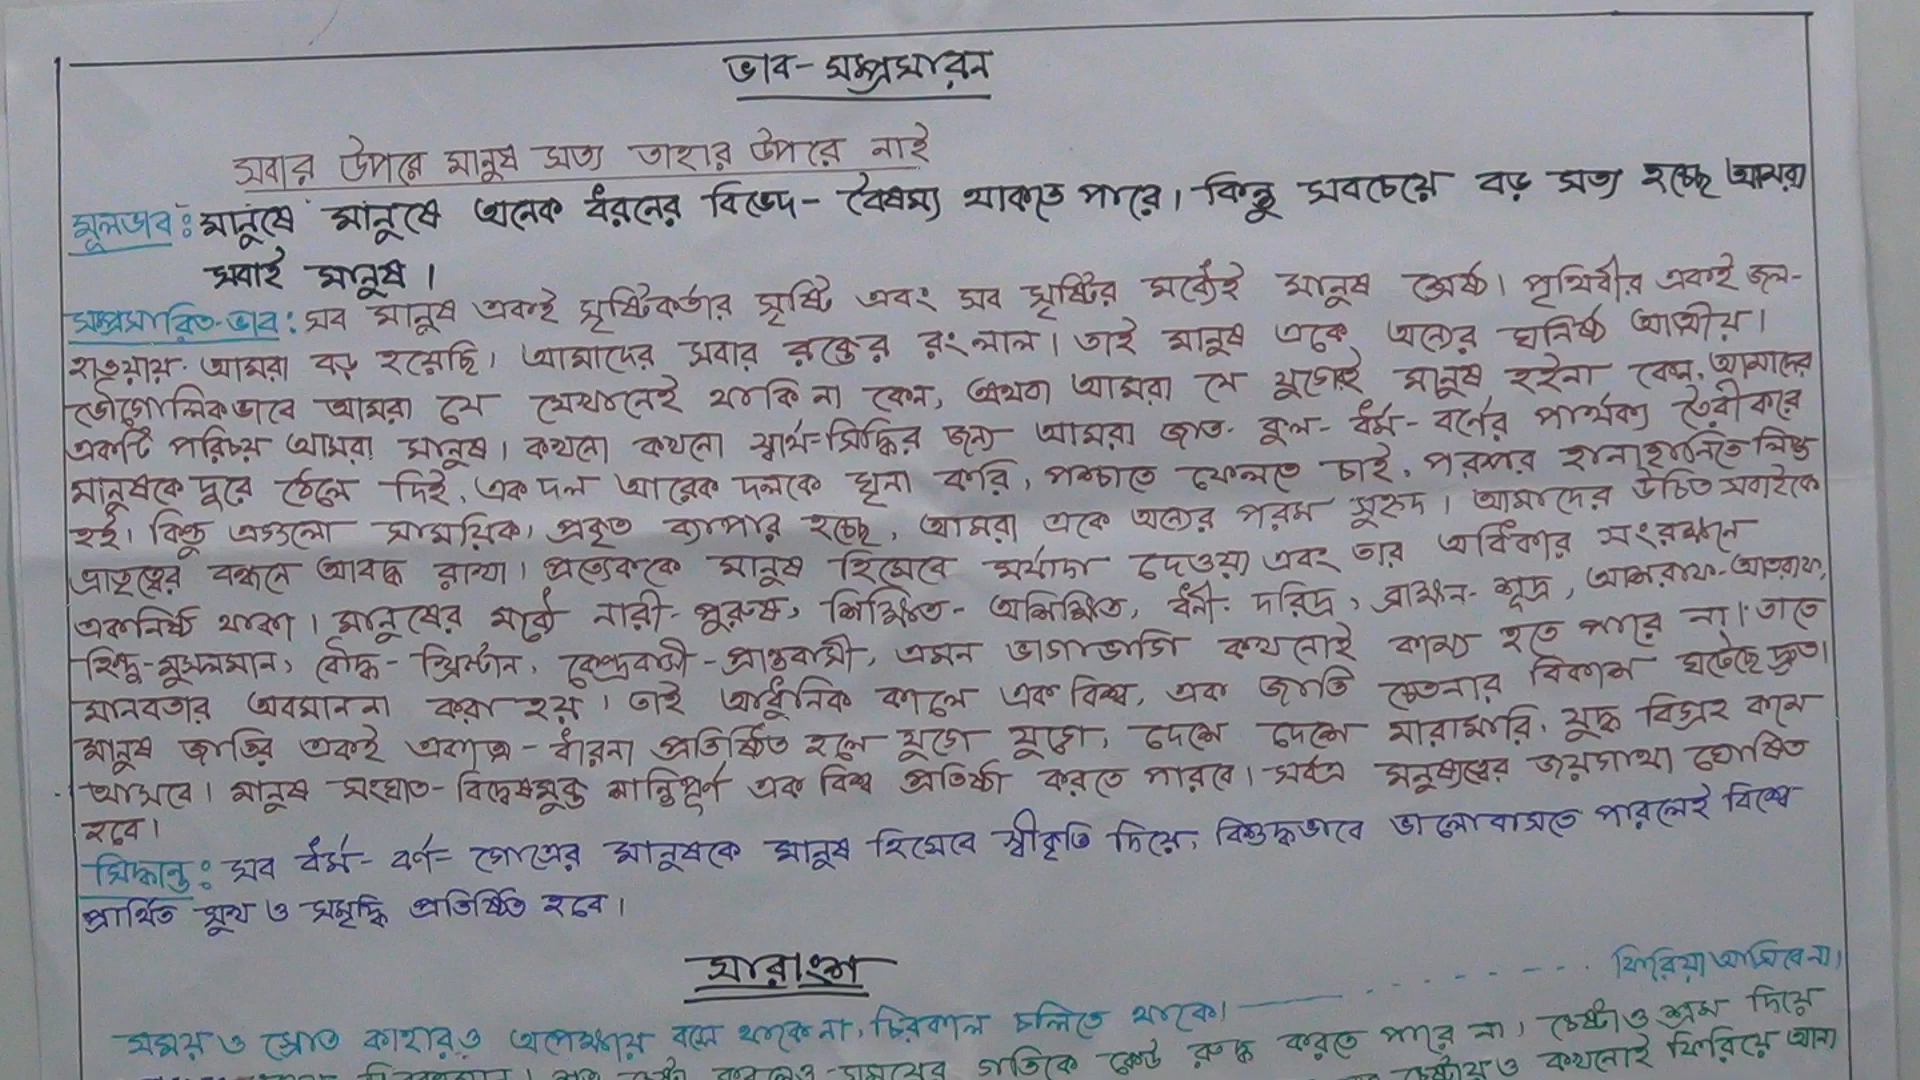 ভাব-সম্প্রসারন
সবার উপরে মানুষ সত্য তাহার উপরে নাই
মূলভাব: মানুষে মানুষে অনেক ধরনের বিভেদ-বৈষম্য থাকতে পারে। কিন্তু সবচেয়ে বড় সত্য হচ্ছে আমরা
সবাই মানুষ।
সম্প্রসারিত-ভাব: সব মানুষ একই সৃষ্টিকর্তার সৃষ্টি এবং সব সৃষ্টির মধ্যেই মানুষ শ্রেষ্ঠ। পৃথিবীর একই জল-
হাওয়ায় আমরা বড় হয়েছি। আমাদের সবার রক্তের রং লাল। তাই মানুষ একে অন্যের ঘনিষ্ঠ আত্মীয়।
ভৌগোলিকভাবে আমরা যে যেখানেই থাকি না কেন, অথবা আমরা যে যুগেরই মানুষ হইনা কেন, আমাদের
একটি পরিচয় আমরা মানুষ। কখনো কখনো স্বার্থ-সিদ্ধির জন্য আমরা জাত-কুল-ধর্ম-বর্ণের পার্থক্য তৈরী করে
মানুষকে দূরে ঠেলে দিই, এক দল আরেক দলকে ঘৃনা করি, পশ্চাতে ফেলতে চাই, পরস্পর হানাহানিতে লিপ্ত
হই। কিন্তু এগুলো সাময়িক। প্রকৃত ব্যাপার হচ্ছে, আমরা একে অন্যের পরম সুহৃদ। আমাদের উচিত সবাইকে
ভ্রাতৃত্বের বন্ধনে আবদ্ধ রাখা। প্রত্যেককে মানুষ হিসেবে মর্যাদা দেওয়া এবং তার অধিকার সংরক্ষনে
একনিষ্ঠ থাকা। মানুষের মধ্যে নারী-পুরুষ, শিক্ষিত-অশিক্ষিত, ধনী-দরিদ্র, ব্রাহ্মন-শূদ্র, আশরাফ-আতরাফ,
হিন্দু-মুসলমান, বৌদ্ধ-খ্রিস্টান, কেন্দ্রবাসী-প্রান্তবাসী, এমন ভাগাভাগি কখনোই কাম্য হতে পারে না। তাতে
মানবতার অবমাননা করা হয়। তাই আধুনিক কালে এক বিশ্ব, এক জাতি চেতনার বিকাশ ঘটেছে দ্রুত।
মানুষ জাতির একই একাত্ম-ধারনা প্রতিষ্ঠিত হলে যুগে যুগে, দেশে দেশে মারামারি, যুদ্ধ বিগ্রহ কমে
আসবে। মানুষ সংঘাত-বিদ্বেষমুক্ত শান্তিপূর্ণ এক বিশ্ব প্রতিষ্ঠা করতে পারবে। সর্বত্র মনুষ্যত্বের জয়গাথা ঘোষিত
হবে।
সিদ্ধান্ত: সব ধর্ম-বর্ণ-গোত্রের মানুষকে মানুষ হিসেবে স্বীকৃতি দিয়ে, বিশুদ্ধভাবে ভালোবাসতে পারলেই বিশ্বে
প্রার্থিত সুখ ও সমৃদ্ধি প্রতিষ্ঠিত হবে।
সারাংশ
সময় ও স্রোত কাহারও অপেক্ষায় বসে থাকেনা, চিরকাল চলিতে থাকে। ------ ফিরিয়া আসিবেনা।
গতিকে কেউ রুদ্ধ করতে পারে না। চেষ্টা ও শ্রম দিয়ে
কখনোই ফিরিয়ে আনা